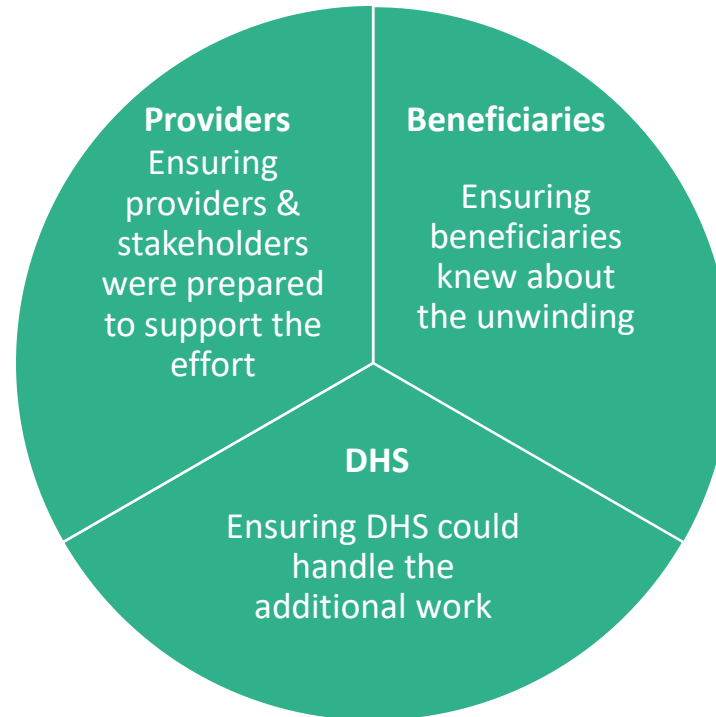 Providers
Ensuring
providers &
stakeholders
were prepared
to support the
effort
Beneficiaries
Ensuring
beneficiaries
knew about
the unwinding
DHS
Ensuring DHS could
handle the
additional work